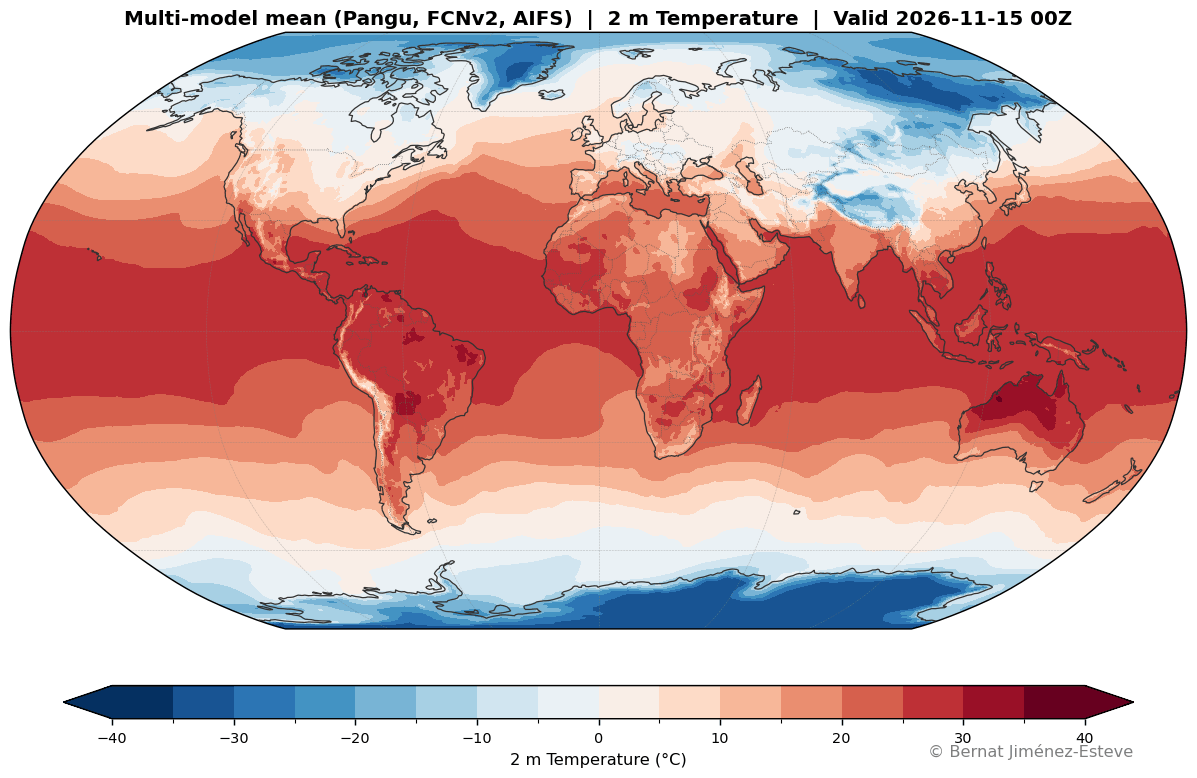 Multi-model mean (Pangu, FCNv2, AIFS) | 2 m Temperature | Valid 2026-11-15 00Z
−40 −30 −20 −10 0 10 20 30 40
2 m Temperature (°C)
© Bernat Jiménez-Esteve